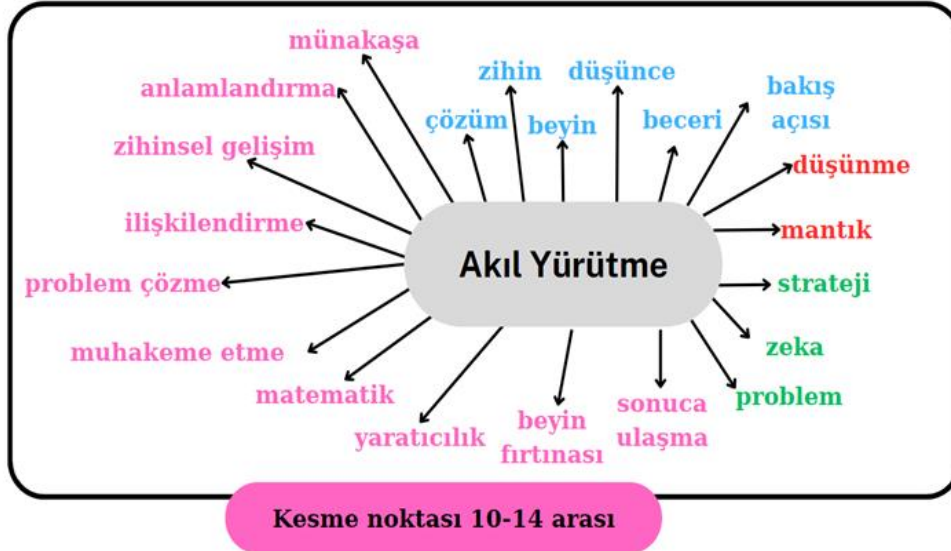 münakaşa
anlamlandırma
zihinsel gelişim
ilişkilendirme
problem çözme
muhakeme etme
matematik
yaratıcılık
beyin
fırtınası
sonuca
ulaşma
çözüm
zihin
beyin
düşünce
beceri
bakış
açısı
düşünme
mantık
strateji
zeka
problem
Akıl Yürütme
Kesme noktası 10-14 arası